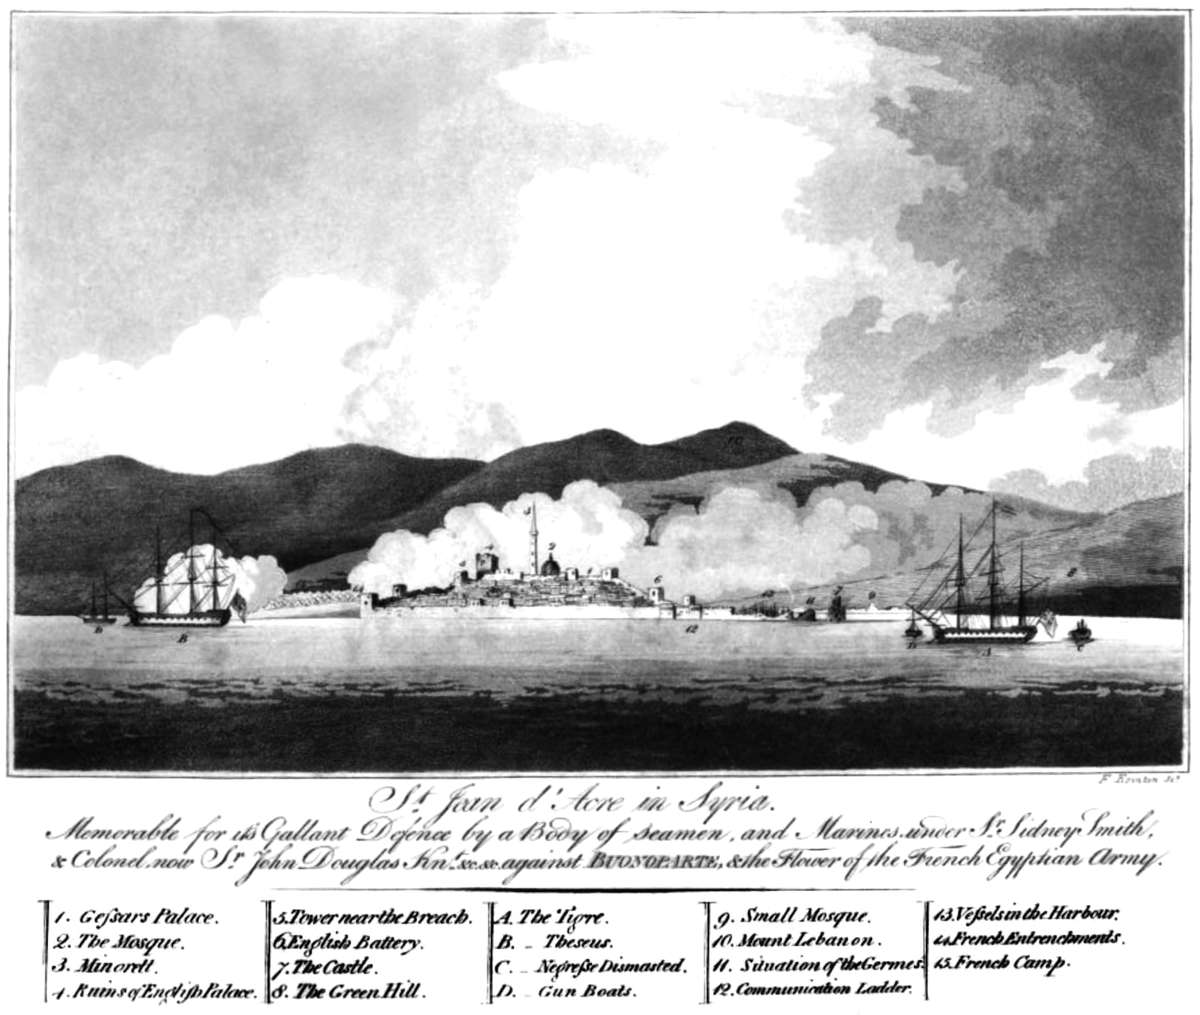 F. Rointon Sct.
St. Jean d'Acre in Syria.
Memorable for its Gallant Defence by a Body of Seamen, and Marines under Sr. Sidney Smith,
& Colonel, now Sr. John Douglas Knt. &c. &c. against BUONOPARTE, & the Flower of the French Egyptian Army.
1. Geſsars Palace.
2. The Mosque.
3. Minorett.
4. Ruins of Engliſh Palace.
5. Tower near the Breach.
6. English Battery.
7. The Castle.
8. The Green Hill.
A. The Tigre.
B. .. Theseus.
C. .. Negreſse Dismasted.
D. .. Gun Boats.
9. Small Mosque.
10. Mount Lebanon.
11. Situation of the Germes.
12. Communication Ladder.
13. Veſsels in the Harbour.
14. French Entrenchments.
15. French Camp.